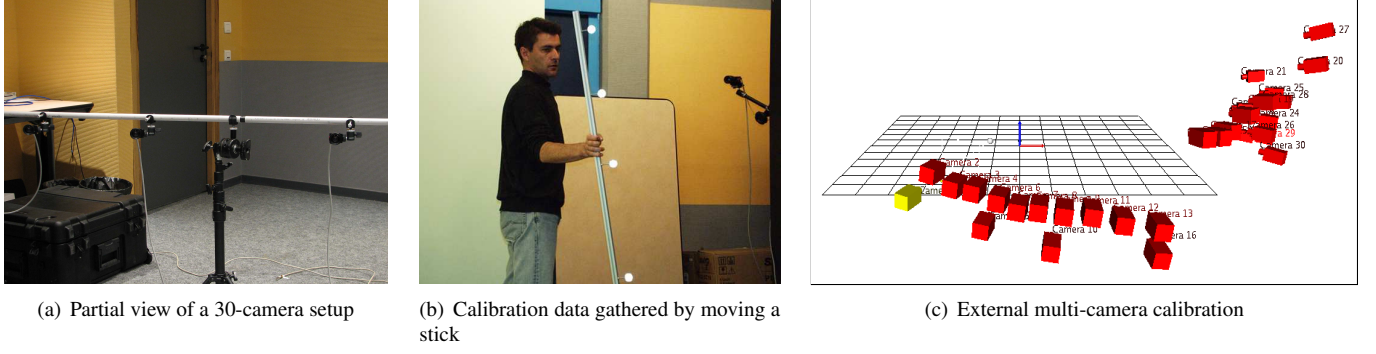 Camera 27
Camera 20
Camera 21
Camera 25
Camera 24
Camera 26
Camera 29
Camera 30
Camera 2
Camera 3
Camera 4
Camera 6
Camera 11
Camera 12
Camera 13
Camera 10
Camera 16
(a) Partial view of a 30-camera setup
(b) Calibration data gathered by moving a
stick
(c) External multi-camera calibration